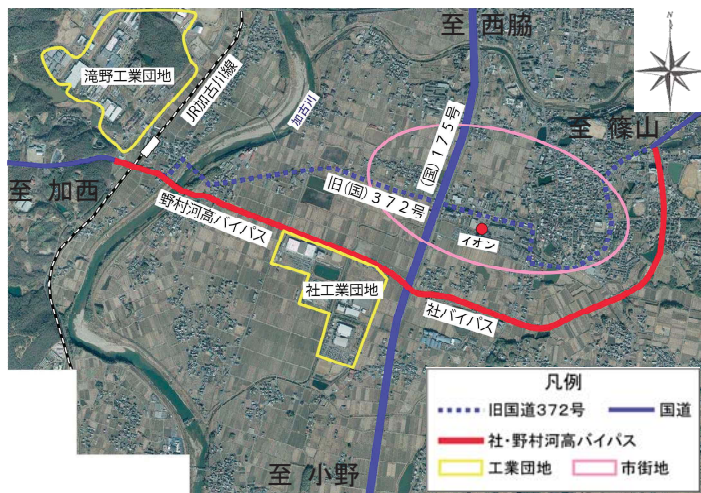 至 西脇
N
滝野工業団地
JR加古川線
加古川
(国)175号
至 篠山
至 加西
旧(国)372号
野村河高バイパス
イオン
社工業団地
社バイパス
至 小野
凡例
旧国道372号
国道
社・野村河高バイパス
工業団地
市街地